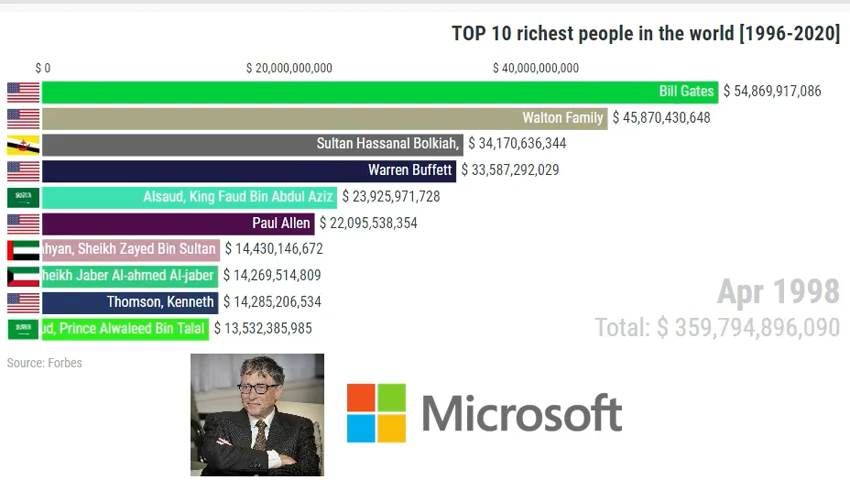 TOP 10 richest people in the world [1996-2020]
$ 0 $ 20,000,000,000 $ 40,000,000,000
Bill Gates $ 54,869,917,086
Walton Family $ 45,870,430,648
Sultan Hassanal Bolkiah, $ 34,170,636,344
Warren Buffett $ 33,587,292,029
Alsaud, King Faud Bin Abdul Aziz $ 23,925,971,728
Paul Allen $ 22,095,538,354
hyan, Sheikh Zayed Bin Sultan $ 14,430,146,672
heikh Jaber Al-ahmed Al-jaber $ 14,269,514,809
Thomson, Kenneth $ 14,285,206,534
ud, Prince Alwaleed Bin Talal $ 13,532,385,985
Apr 1998
Total: $ 359,794,896,090
Source: Forbes
Microsoft